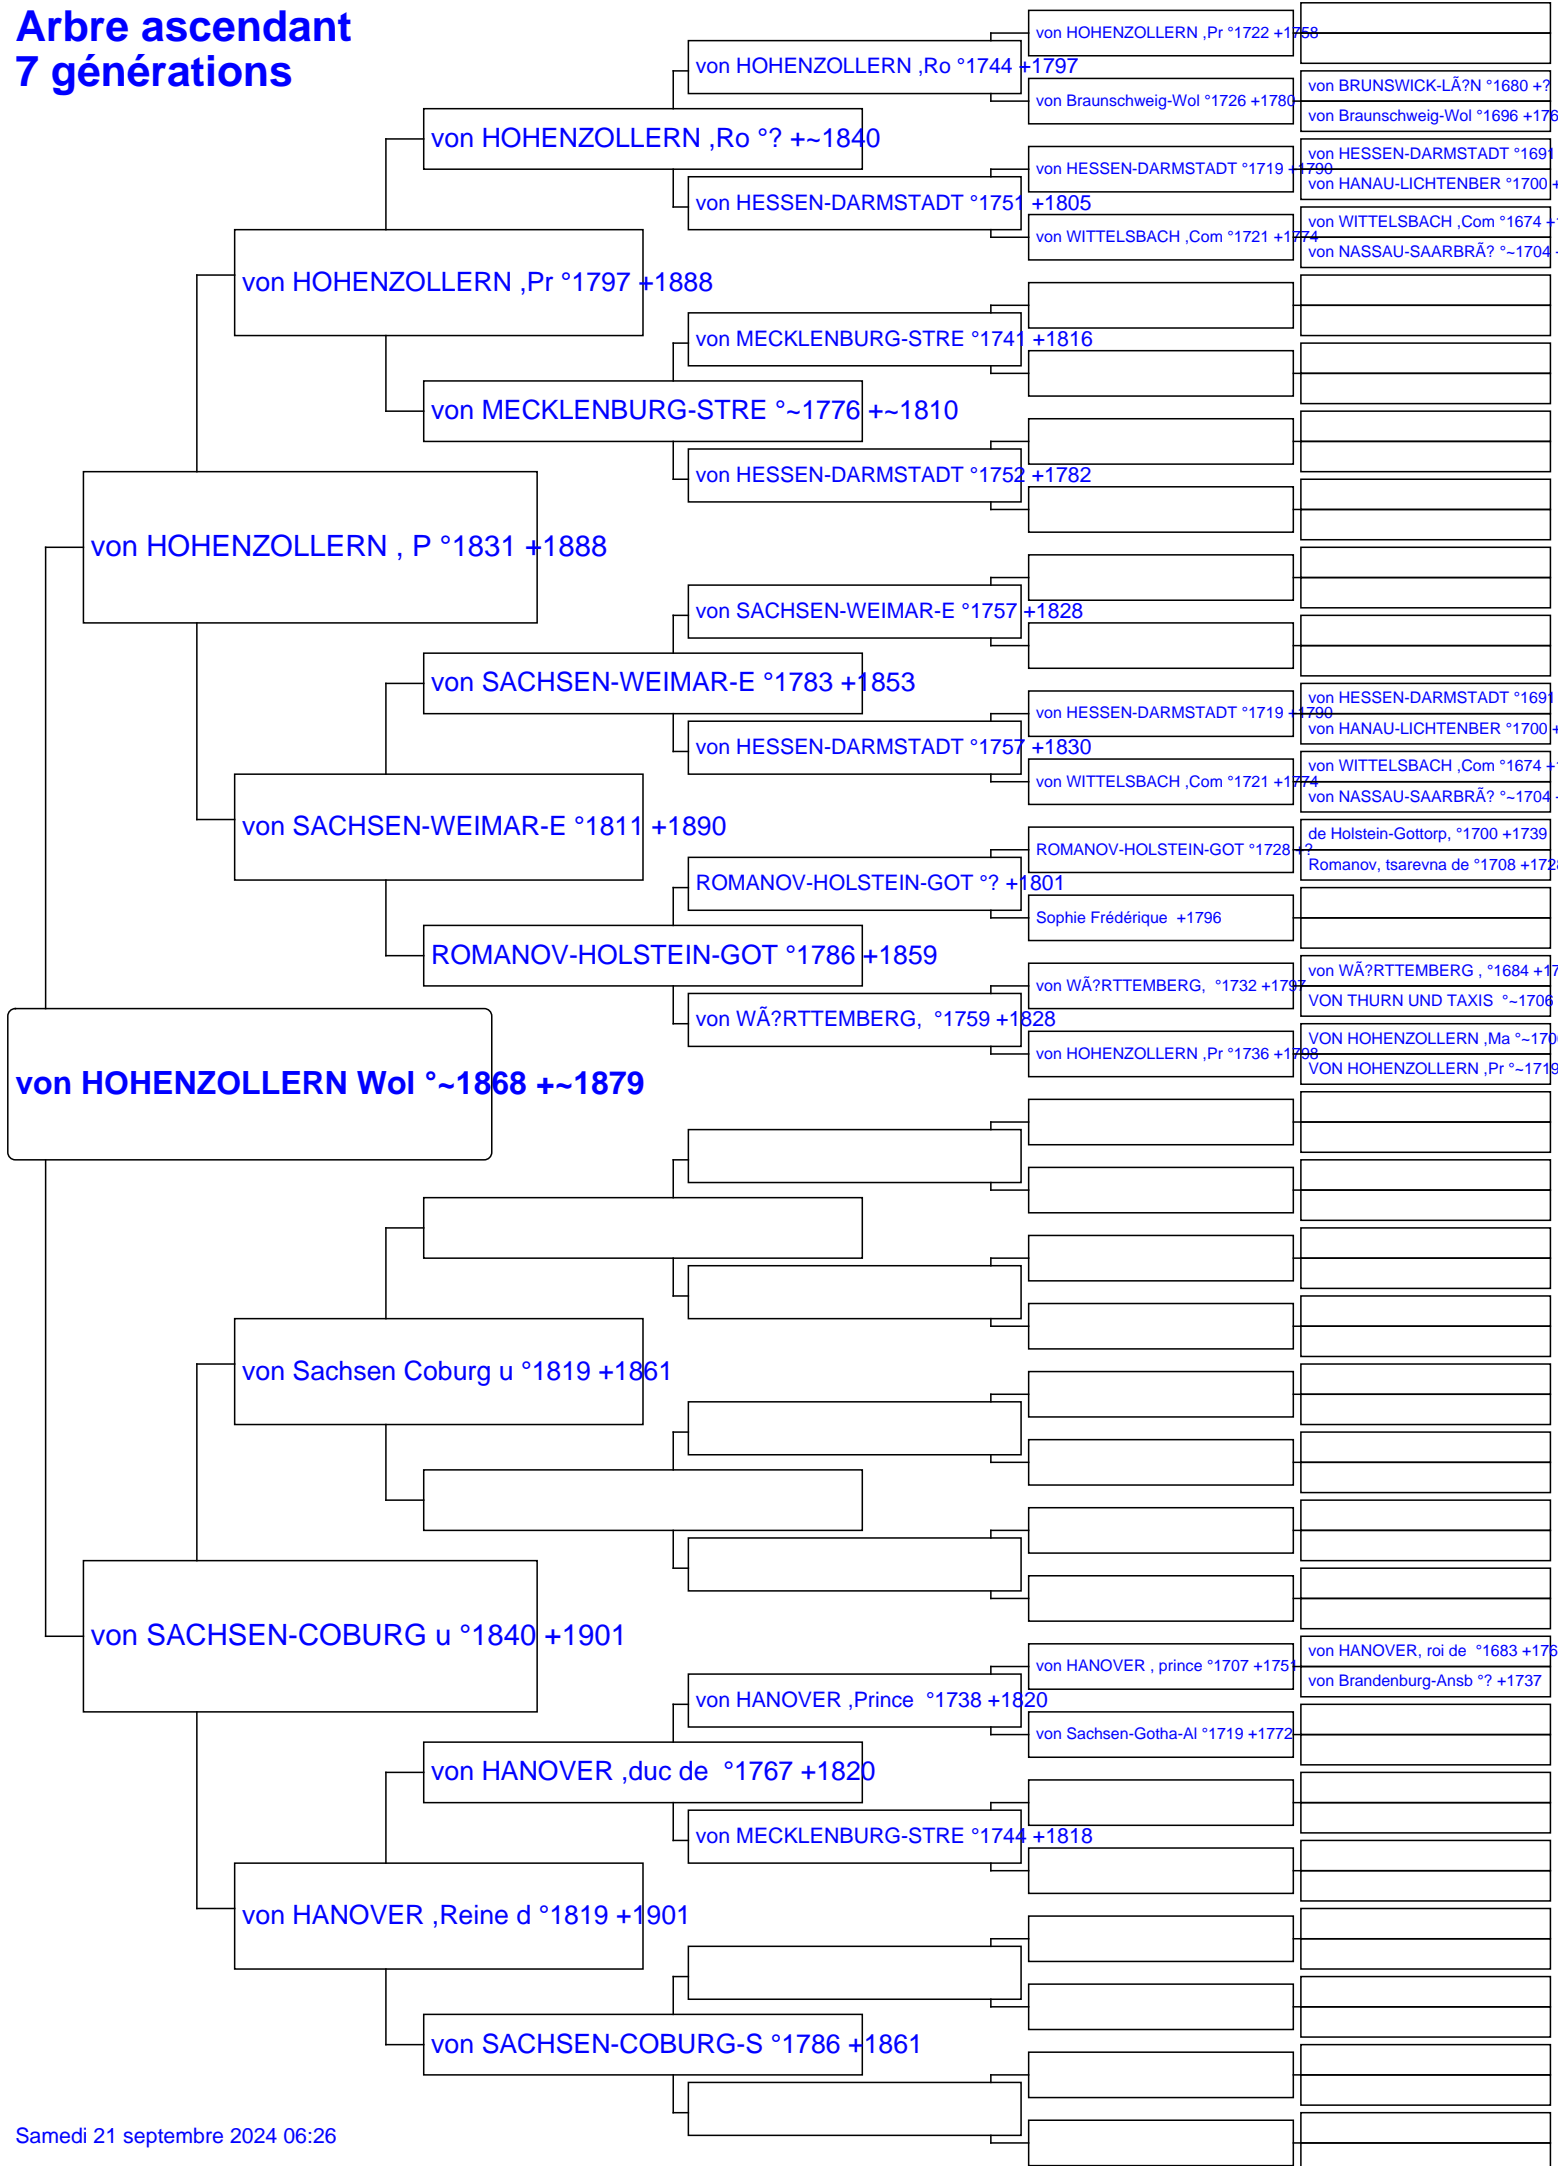 Arbre ascendant
7 générations
von HOHENZOLLERN ,Pr °1722 +1758
von HOHENZOLLERN ,Ro °1744 +1797
von BRUNSWICK-LÃ?N °1680 +?
von Braunschweig-Wol °1726 +1780
von Braunschweig-Wol °1696 +176
von HOHENZOLLERN ,Ro °? +~1840
von HESSEN-DARMSTADT °1691
von HESSEN-DARMSTADT °1719 +1790
von HANAU-LICHTENBER °1700 +
von HESSEN-DARMSTADT °1751 +1805
von WITTELSBACH ,Com °1674 +1
von WITTELSBACH ,Com °1721 +1774
von NASSAU-SAARBRÃ? °~1704 +
von HOHENZOLLERN ,Pr °1797 +1888
von MECKLENBURG-STRE °1741 +1816
von MECKLENBURG-STRE °~1776 +~1810
von HESSEN-DARMSTADT °1752 +1782
von HOHENZOLLERN , P °1831 +1888
von SACHSEN-WEIMAR-E °1757 +1828
von SACHSEN-WEIMAR-E °1783 +1853
von HESSEN-DARMSTADT °1691
von HESSEN-DARMSTADT °1719 +1790
von HANAU-LICHTENBER °1700 +
von HESSEN-DARMSTADT °1757 +1830
von WITTELSBACH ,Com °1674 +1
von WITTELSBACH ,Com °1721 +1774
von NASSAU-SAARBRÃ? °~1704 +
von SACHSEN-WEIMAR-E °1811 +1890
de Holstein-Gottorp, °1700 +1739
ROMANOV-HOLSTEIN-GOT °1728 +?
Romanov, tsarevna de °1708 +1728
ROMANOV-HOLSTEIN-GOT °? +1801
Sophie Frédérique  +1796
ROMANOV-HOLSTEIN-GOT °1786 +1859
von WÃ?RTTEMBERG , °1684 +17
von WÃ?RTTEMBERG,  °1732 +1797
VON THURN UND TAXIS  °~1706
von WÃ?RTTEMBERG,  °1759 +1828
VON HOHENZOLLERN ,Ma °~1700
von HOHENZOLLERN ,Pr °1736 +1798
VON HOHENZOLLERN ,Pr °~1719
von HOHENZOLLERN Wol °~1868 +~1879
von Sachsen Coburg u °1819 +1861
von SACHSEN-COBURG u °1840 +1901
von HANOVER, roi de  °1683 +176
von HANOVER , prince °1707 +1751
von Brandenburg-Ansb °? +1737
von HANOVER ,Prince  °1738 +1820
von Sachsen-Gotha-Al °1719 +1772
von HANOVER ,duc de  °1767 +1820
von MECKLENBURG-STRE °1744 +1818
von HANOVER ,Reine d °1819 +1901
von SACHSEN-COBURG-S °1786 +1861
Samedi 21 septembre 2024 06:26